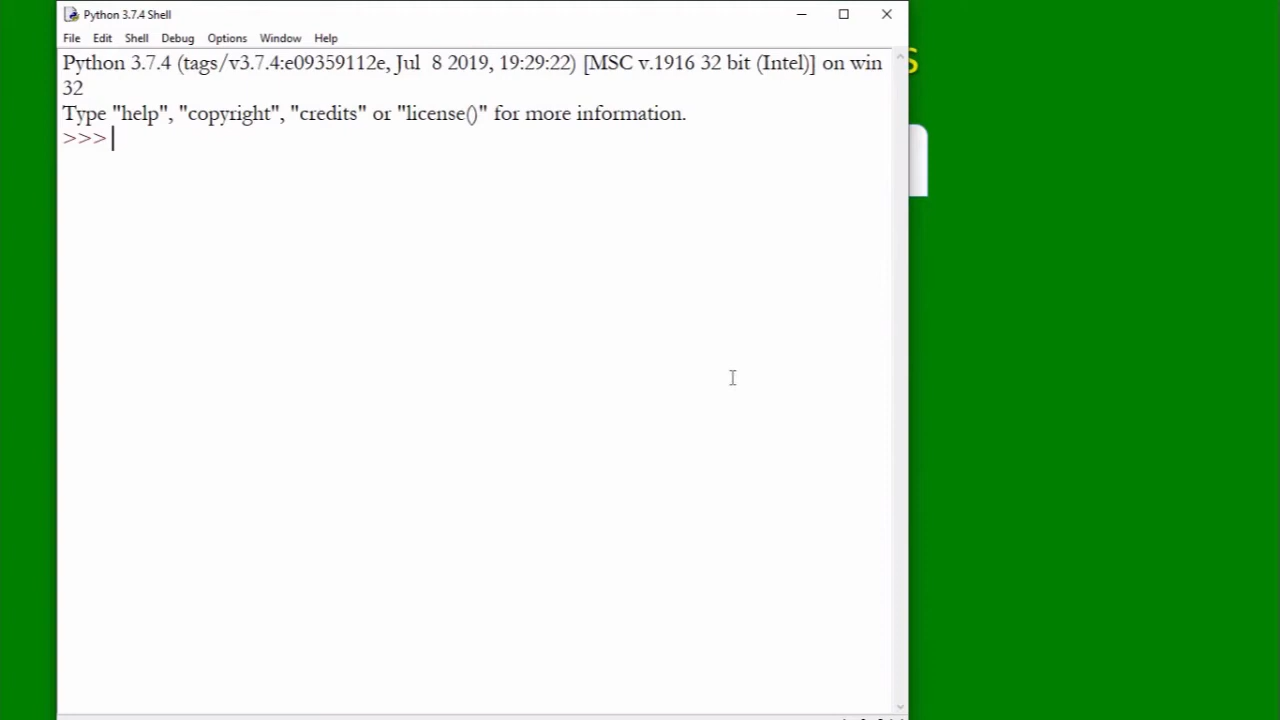 Python 3.7.4 Shell
File Edit Shell Debug Options Window Help
Python 3.7.4 (tags/v3.7.4:e09359112e, Jul  8 2019, 19:29:22) [MSC v.1916 32 bit (Intel)] on win
32
Type "help", "copyright", "credits" or "license()" for more information.
>>>